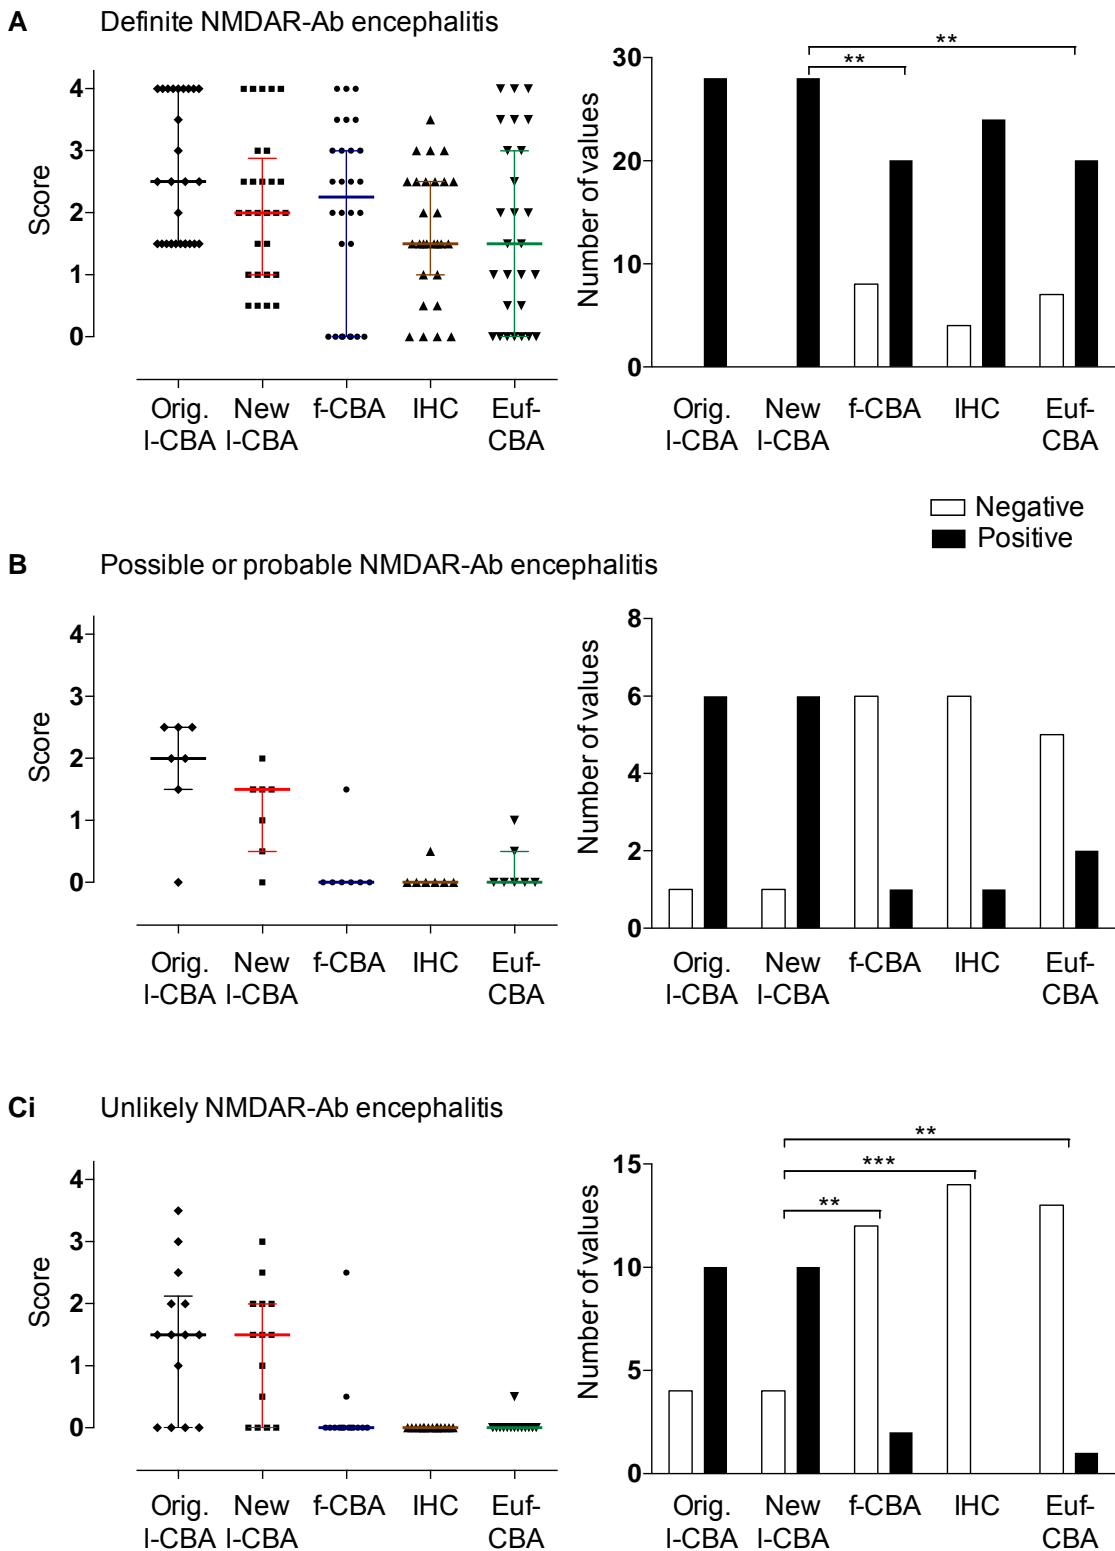 A Definite NMDAR-Ab encephalitis
Score
4
3
2
1
0
Orig. l-CBA
New l-CBA
f-CBA
IHC
Euf-CBA
Number of values
30
20
10
0
**
**
Orig. l-CBA
New l-CBA
f-CBA
IHC
Euf-CBA
Negative
Positive
B Possible or probable NMDAR-Ab encephalitis
Score
4
3
2
1
0
Orig. l-CBA
New l-CBA
f-CBA
IHC
Euf-CBA
Number of values
8
6
4
2
0
Orig. l-CBA
New l-CBA
f-CBA
IHC
Euf-CBA
Ci Unlikely NMDAR-Ab encephalitis
Score
4
3
2
1
0
Orig. l-CBA
New l-CBA
f-CBA
IHC
Euf-CBA
Number of values
15
10
5
0
**
***
**
Orig. l-CBA
New l-CBA
f-CBA
IHC
Euf-CBA